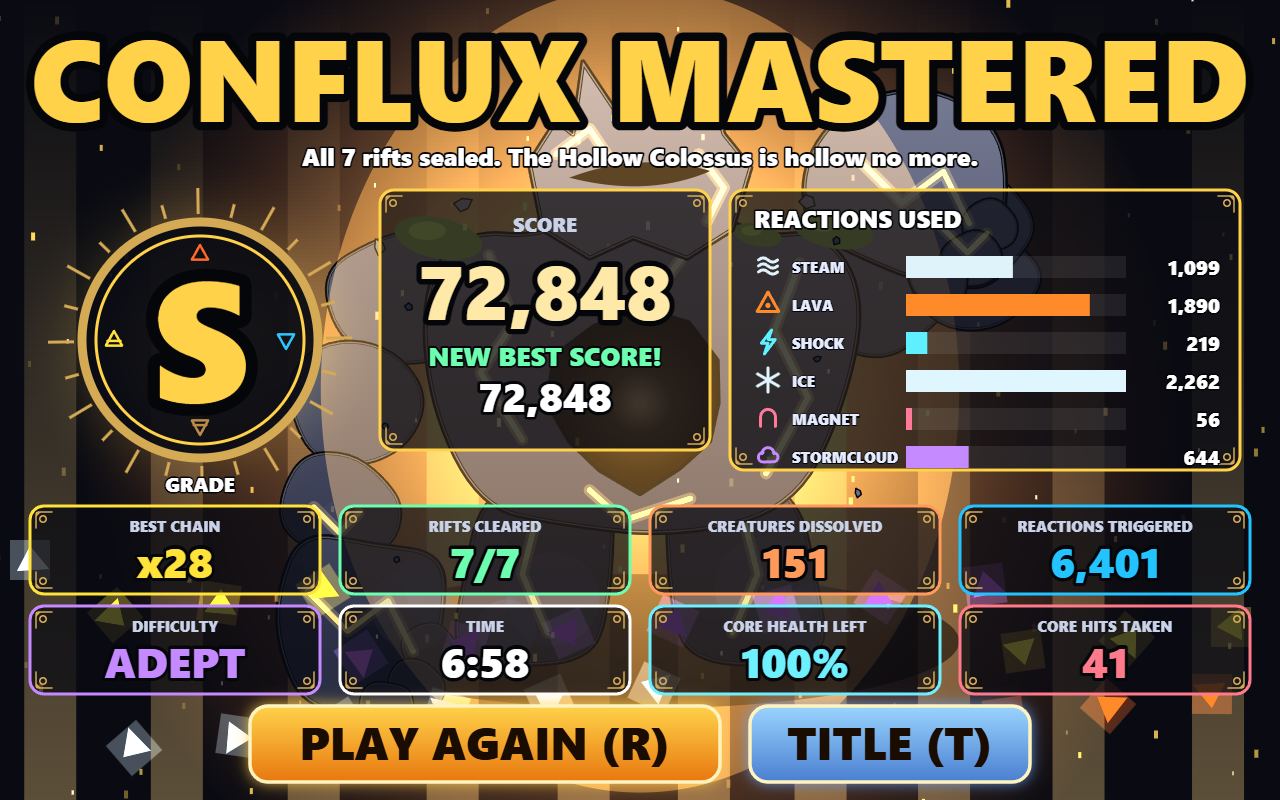 CONFLUX MASTERED
All 7 rifts sealed. The Hollow Colossus is hollow no more.
S
GRADE
SCORE
72,848
NEW BEST SCORE!
72,848
REACTIONS USED
STEAM 1,099
LAVA 1,890
SHOCK 219
ICE 2,262
MAGNET 56
STORMCLOUD 644
BEST CHAIN
x28
RIFTS CLEARED
7/7
CREATURES DISSOLVED
151
REACTIONS TRIGGERED
6,401
DIFFICULTY
ADEPT
TIME
6:58
CORE HEALTH LEFT
100%
CORE HITS TAKEN
41
PLAY AGAIN (R)
TITLE (T)